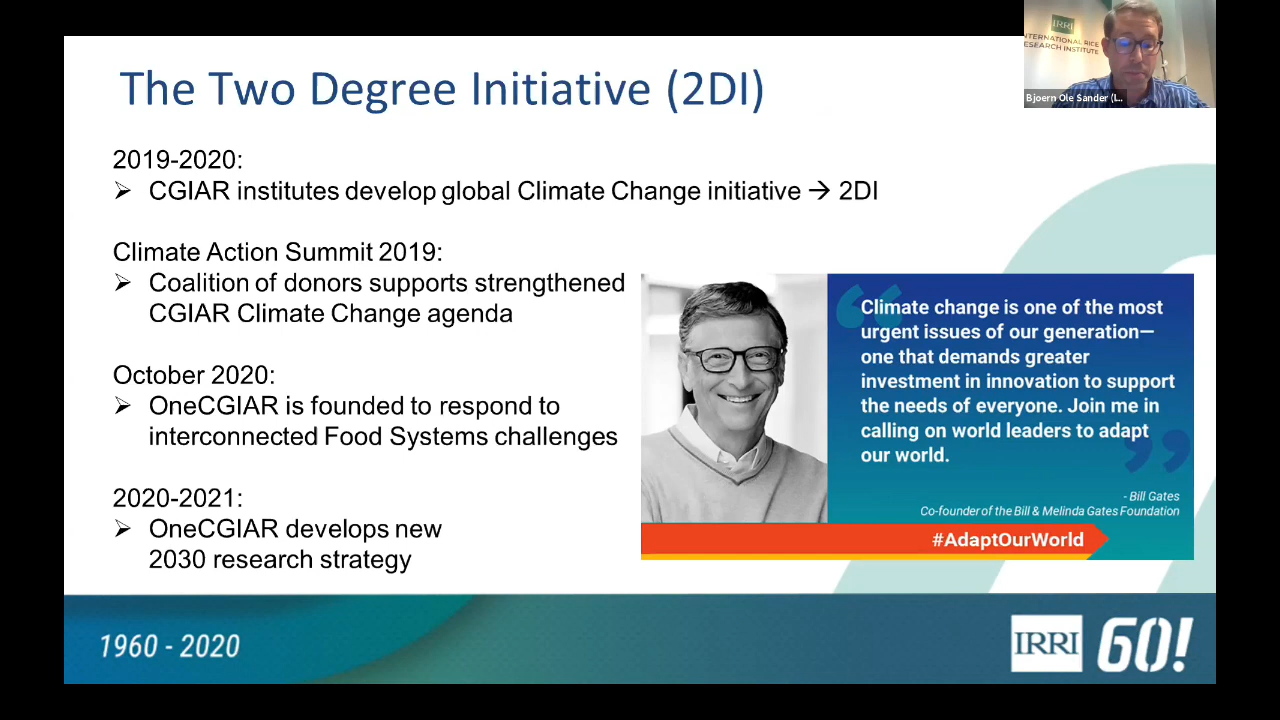 The Two Degree Initiative (2DI)
IRRI
INTERNATIONAL RICE
RESEARCH INSTITUTE
Bjoern Ole Sander (L..
2019-2020:
➢ CGIAR institutes develop global Climate Change initiative → 2DI
Climate Action Summit 2019:
➢ Coalition of donors supports strengthened
CGIAR Climate Change agenda
October 2020:
➢ OneCGIAR is founded to respond to
interconnected Food Systems challenges
2020-2021:
➢ OneCGIAR develops new
2030 research strategy
“Climate change is one of the most
urgent issues of our generation—
one that demands greater
investment in innovation to support
the needs of everyone. Join me in
calling on world leaders to adapt
our world.”
- Bill Gates
Co-founder of the Bill & Melinda Gates Foundation
#AdaptOurWorld
1960 - 2020
IRRI 60!